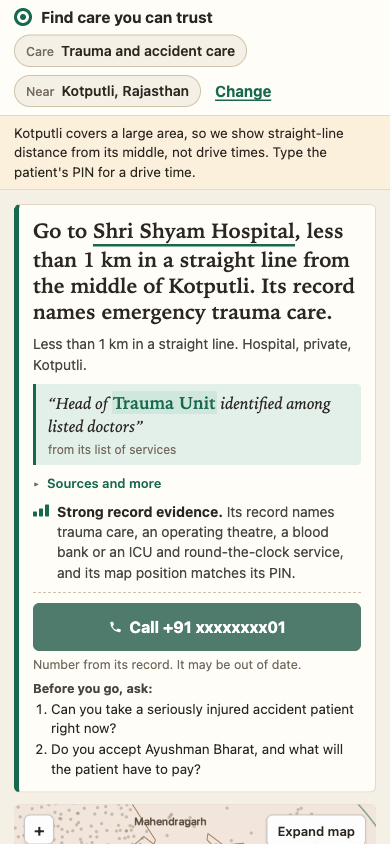 Find care you can trust
Care Trauma and accident care
Near Kotputli, Rajasthan Change
Kotputli covers a large area, so we show straight-line
distance from its middle, not drive times. Type the
patient's PIN for a drive time.
Go to Shri Shyam Hospital, less
than 1 km in a straight line from
the middle of Kotputli. Its record
names emergency trauma care.
Less than 1 km in a straight line. Hospital, private,
Kotputli.
“Head of Trauma Unit identified among
listed doctors”
from its list of services
Sources and more
Strong record evidence. Its record names
trauma care, an operating theatre, a blood
bank or an ICU and round-the-clock service,
and its map position matches its PIN.
Call +91 xxxxxxxx01
Number from its record. It may be out of date.
Before you go, ask:
1. Can you take a seriously injured accident patient
right now?
2. Do you accept Ayushman Bharat, and what will
the patient have to pay?
Mahendragarh
+ Expand map